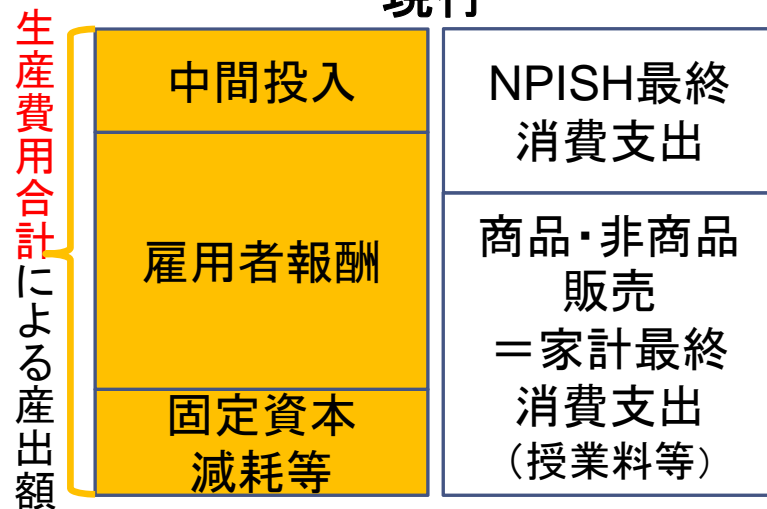 現行
生産費用合計による産出額
中間投入
雇用者報酬
固定資本
減耗等
NPISH最終
消費支出
商品・非商品
販売
＝家計最終
消費支出
（授業料等）